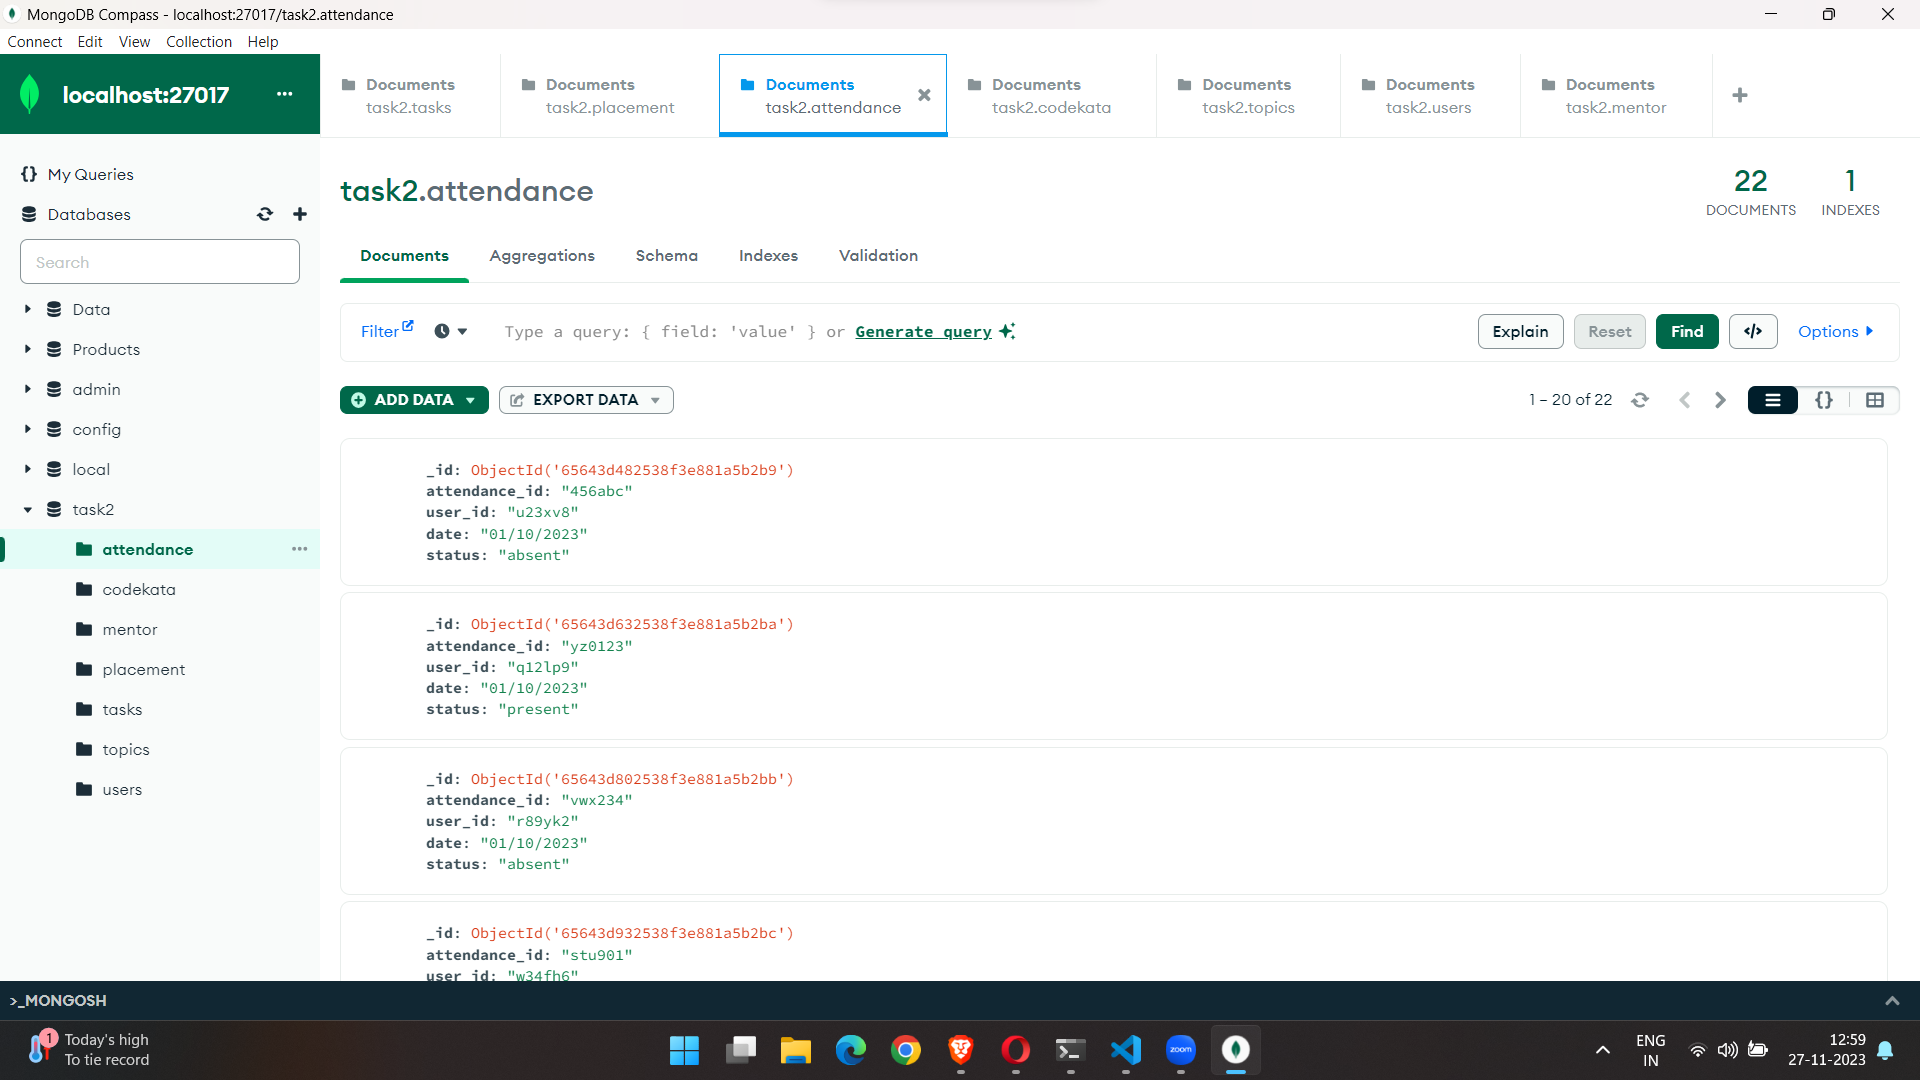 MongoDB Compass - localhost:27017/task2.attendance
Connect Edit View Collection Help
localhost:27017 ...
Documents
task2.tasks
Documents
task2.placement
Documents
task2.attendance
Documents
task2.codekata
Documents
task2.topics
Documents
task2.users
Documents
task2.mentor
{} My Queries
Databases
Search
Data
Products
admin
config
local
task2
attendance ...
codekata
mentor
placement
tasks
topics
users
task2.attendance
22
DOCUMENTS
1
INDEXES
Documents Aggregations Schema Indexes Validation
Filter Type a query: { field: 'value' } or Generate query Explain Reset Find </> Options
ADD DATA EXPORT DATA 1 – 20 of 22 {}
_id: ObjectId('65643d482538f3e881a5b2b9')
attendance_id: "456abc"
user_id: "u23xv8"
date: "01/10/2023"
status: "absent"
_id: ObjectId('65643d632538f3e881a5b2ba')
attendance_id: "yz0123"
user_id: "q12lp9"
date: "01/10/2023"
status: "present"
_id: ObjectId('65643d802538f3e881a5b2bb')
attendance_id: "vwx234"
user_id: "r89yk2"
date: "01/10/2023"
status: "absent"
_id: ObjectId('65643d932538f3e881a5b2bc')
attendance_id: "stu901"
user_id: "w34fh6"
>_MONGOSH
1
Today's high
To tie record
zoom
ENG
IN
12:59
27-11-2023